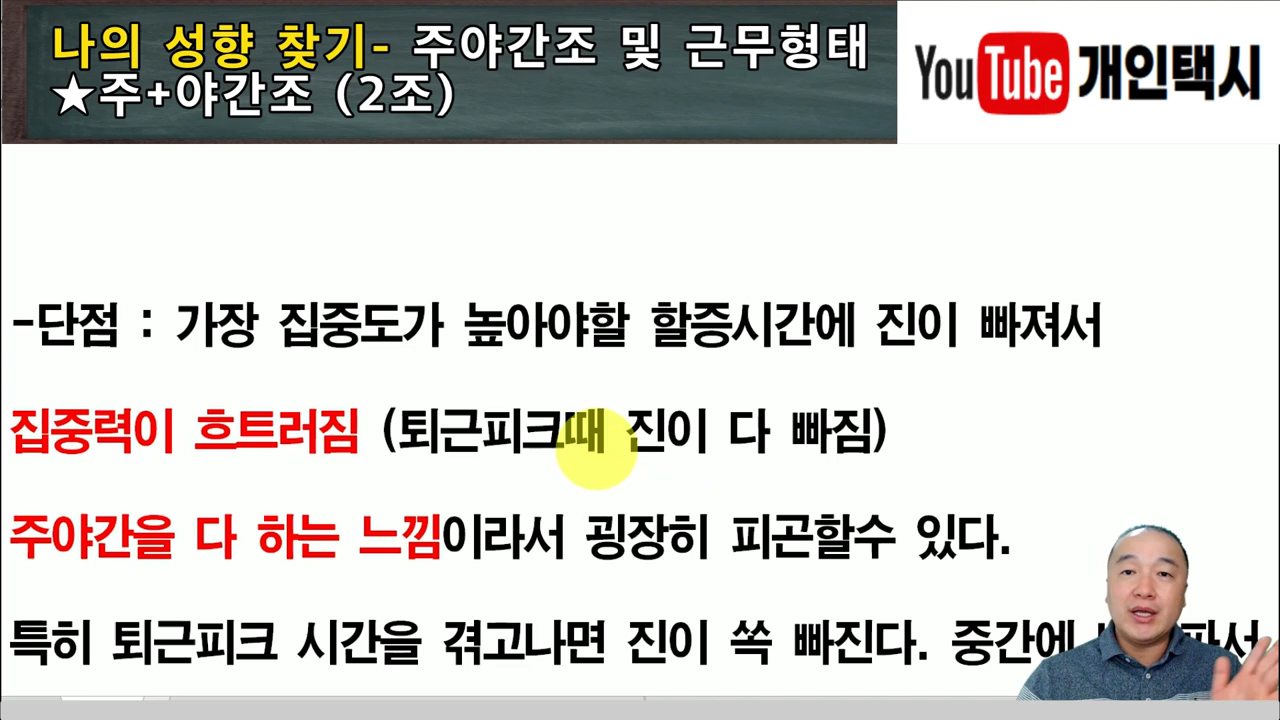 나의 성향 찾기- 주야간조 및 근무형태
★주+야간조 (2조)
YouTube 개인택시
-단점 : 가장 집중도가 높아야할 할증시간에 진이 빠져서
집중력이 흐트러짐 (퇴근피크때 진이 다 빠짐)
주야간을 다 하는 느낌이라서 굉장히 피곤할수 있다.
특히 퇴근피크 시간을 겪고나면 진이 쏙 빠진다. 중간에